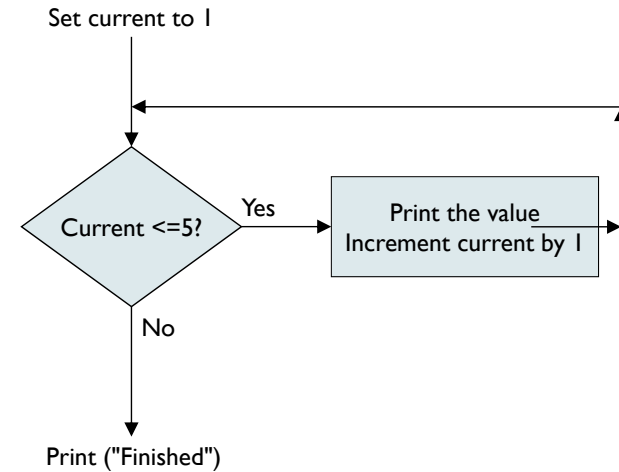 Set current to 1
Current <=5?
Yes
Print the value
Increment current by 1
No
Print ("Finished")